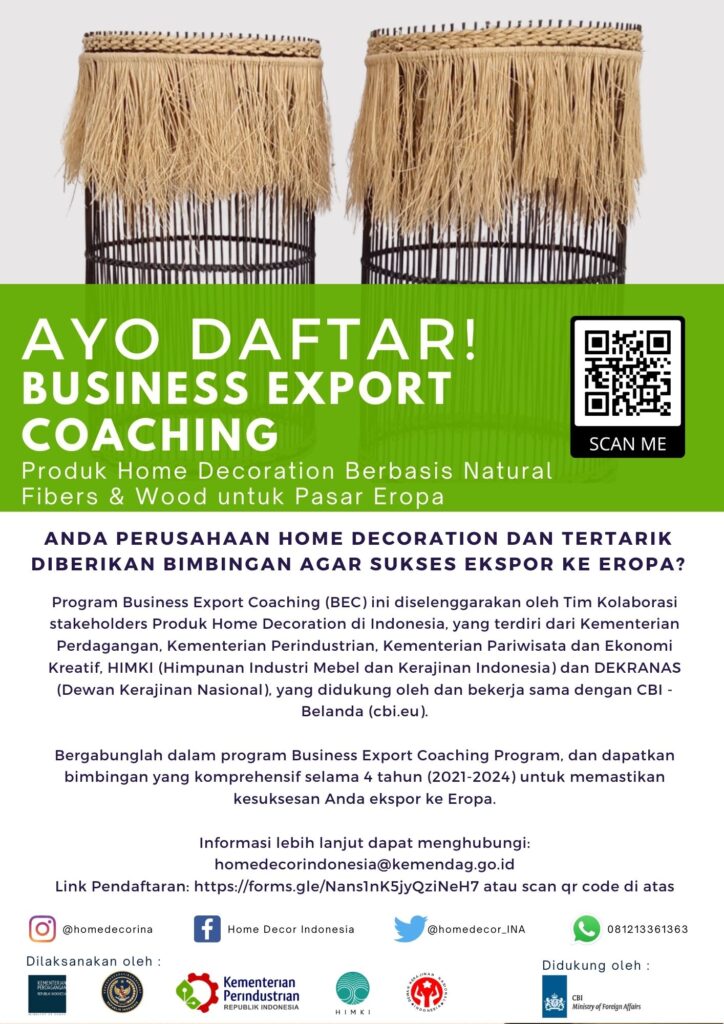 AYO DAFTAR!
BUSINESS EXPORT
COACHING
Produk Home Decoration Berbasis Natural
Fibers & Wood untuk Pasar Eropa
SCAN ME
ANDA PERUSAHAAN HOME DECORATION DAN TERTARIK
DIBERIKAN BIMBINGAN AGAR SUKSES EKSPOR KE EROPA?
Program Business Export Coaching (BEC) ini diselenggarakan oleh Tim Kolaborasi
stakeholders Produk Home Decoration di Indonesia, yang terdiri dari Kementerian
Perdagangan, Kementerian Perindustrian, Kementerian Pariwisata dan Ekonomi
Kreatif, HIMKI (Himpunan Industri Mebel dan Kerajinan Indonesia) dan DEKRANAS
(Dewan Kerajinan Nasional), yang didukung oleh dan bekerja sama dengan CBI -
Belanda (cbi.eu).
Bergabunglah dalam program Business Export Coaching Program, dan dapatkan
bimbingan yang komprehensif selama 4 tahun (2021-2024) untuk memastikan
kesuksesan Anda ekspor ke Eropa.
Informasi lebih lanjut dapat menghubungi:
homedecorindonesia@kemendag.go.id
Link Pendaftaran: https://forms.gle/Nans1nK5jyQziNeH7 atau scan qr code di atas
@homedecorina
Home Decor Indonesia
@homedecor_INA
081213361363
Dilaksanakan oleh :
Didukung oleh :
KEMENTERIAN
PERDAGANGAN
REPUBLIK INDONESIA
Kementerian
Perindustrian
REPUBLIK INDONESIA
HIMKI
CBI
Ministry of Foreign Affairs